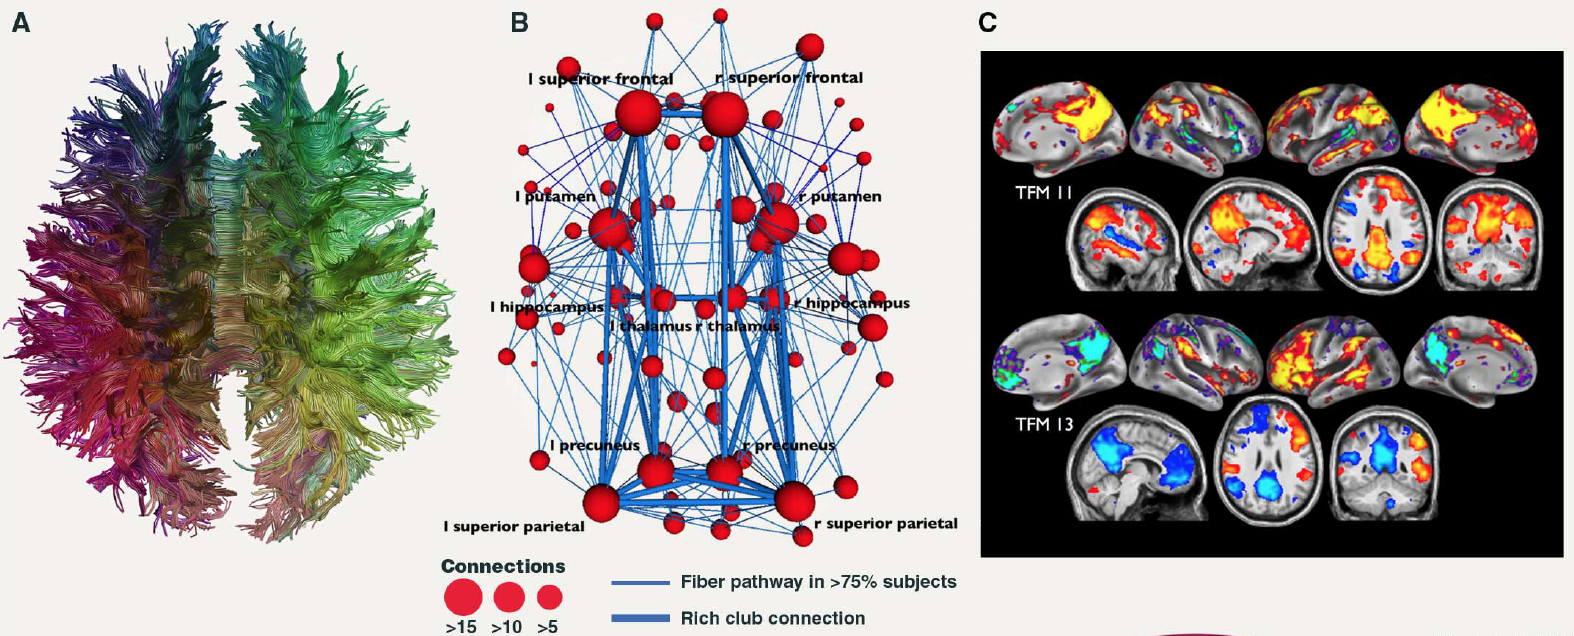 A
B
C
l superior frontal
r superior frontal
l putamen
r putamen
l hippocampus
r hippocampus
l thalamus
r thalamus
l precuneus
r precuneus
l superior parietal
r superior parietal
Connections
>15
>10
>5
Fiber pathway in >75% subjects
Rich club connection
TFM 11
TFM 13